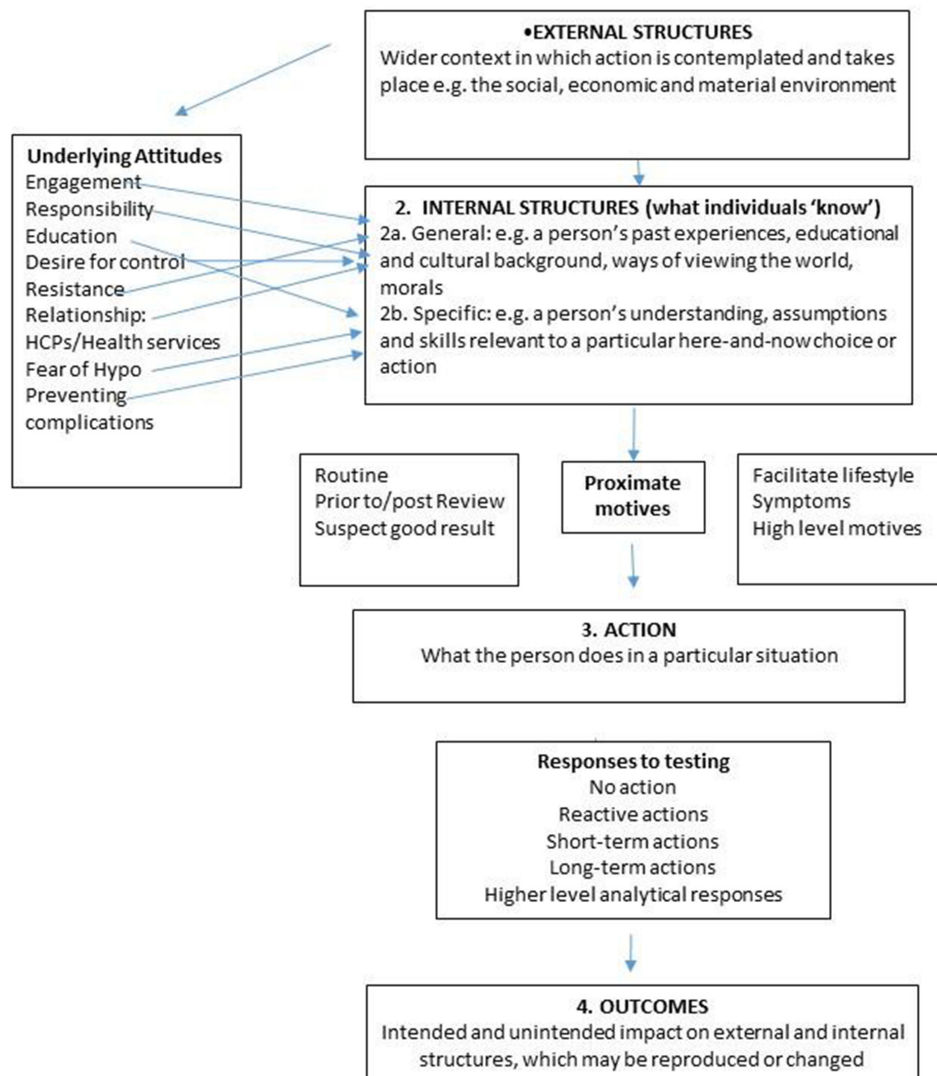 •EXTERNAL STRUCTURES
Wider context in which action is contemplated and takes
place e.g. the social, economic and material environment
Underlying Attitudes
Engagement
Responsibility
Education
Desire for control
Resistance
Relationship:
HCPs/Health services
Fear of Hypo
Preventing
complications
2. INTERNAL STRUCTURES (what individuals ‘know’)
2a. General: e.g. a person’s past experiences, educational
and cultural background, ways of viewing the world,
morals
2b. Specific: e.g. a person’s understanding, assumptions
and skills relevant to a particular here-and-now choice or
action
Routine
Prior to/post Review
Suspect good result
Proximate
motives
Facilitate lifestyle
Symptoms
High level motives
3. ACTION
What the person does in a particular situation
Responses to testing
No action
Reactive actions
Short-term actions
Long-term actions
Higher level analytical responses
4. OUTCOMES
Intended and unintended impact on external and internal
structures, which may be reproduced or changed